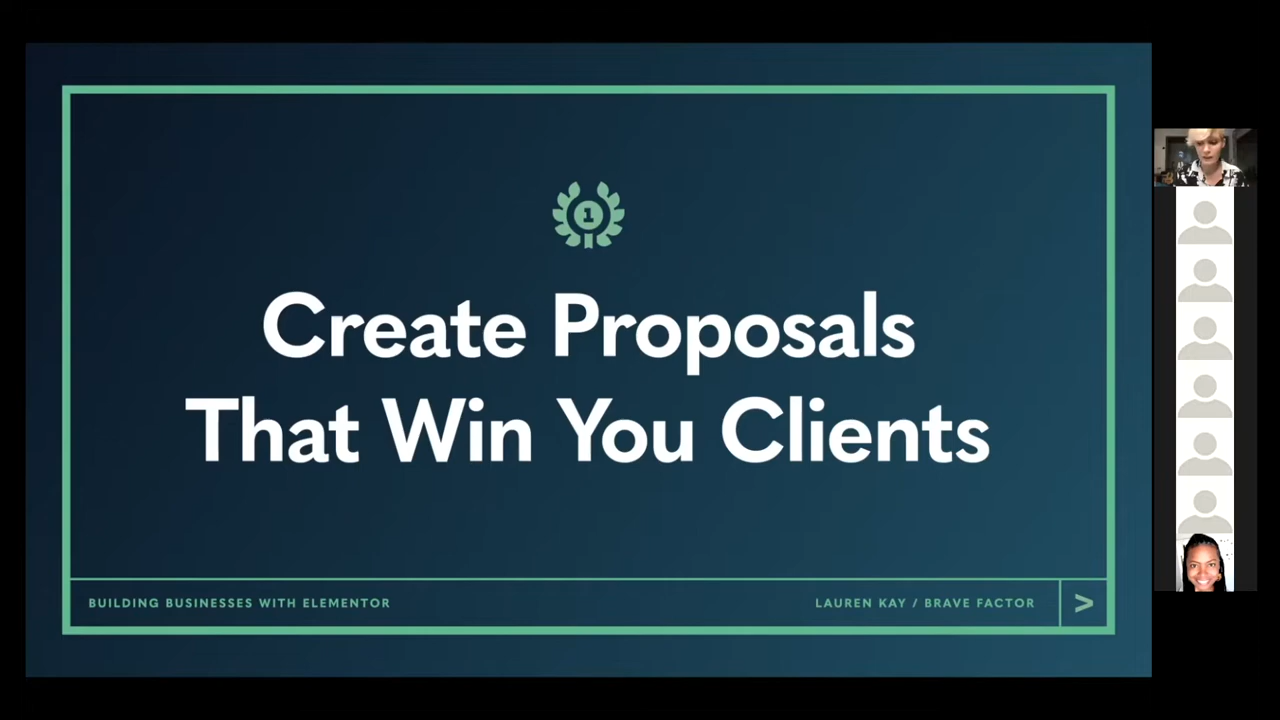 1
Create Proposals
That Win You Clients
BUILDING BUSINESSES WITH ELEMENTOR
LAUREN KAY / BRAVE FACTOR
>